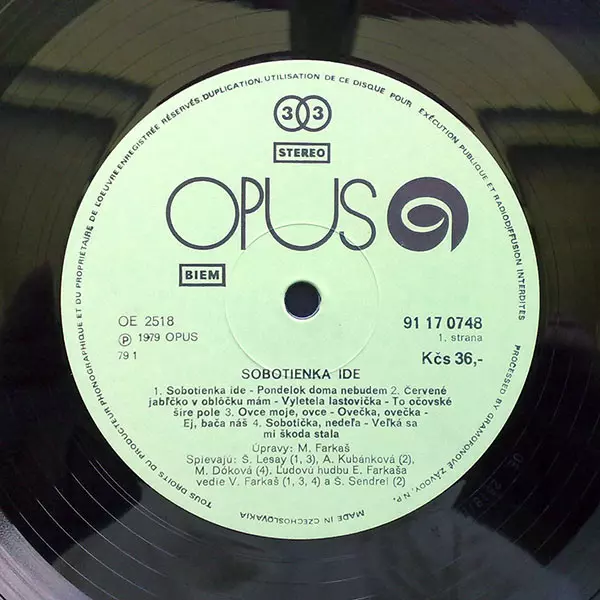 TOUS DROITS DU PRODUCTEUR PHONOGRAPHIQUE ET DU PROPRIÉTAIRE DE L'OEUVRE ENREGISTRÉE RÉSERVÉS. DUPLICATION, UTILISATION DE CE DISQUE POUR EXÉCUTION PUBLIQUE ET RADIODIFFUSION INTERDITES
33
STEREO
OPUS
BIEM
OE 2518
℗ 1979 OPUS
79 1
91 17 0748
1. strana
Kčs 36,-
SOBOTIENKA IDE
1. Sobotienka ide - Pondelok doma nebudem 2. Červené
jabĺčko v oblôčku mám - Vyletela lastovička - To očovské
šíre pole 3. Ovce moje, ovce - Ovečka, ovečka -
Ej, bača náš 4. Sobotička, nedeľa - Veľká sa
mi škoda stala
Úpravy: M. Farkaš
Spievajú: S. Lesay (1, 3), A. Kubánková (2),
M. Dóková (4). Ľudovú hudbu E. Farkaša
vedie V. Farkaš (1, 3, 4) a Š. Sendrei (2)
PROCESSED BY GRAMOFONOVÉ ZÁVODY, N.P.
MADE IN CZECHOSLOVAKIA